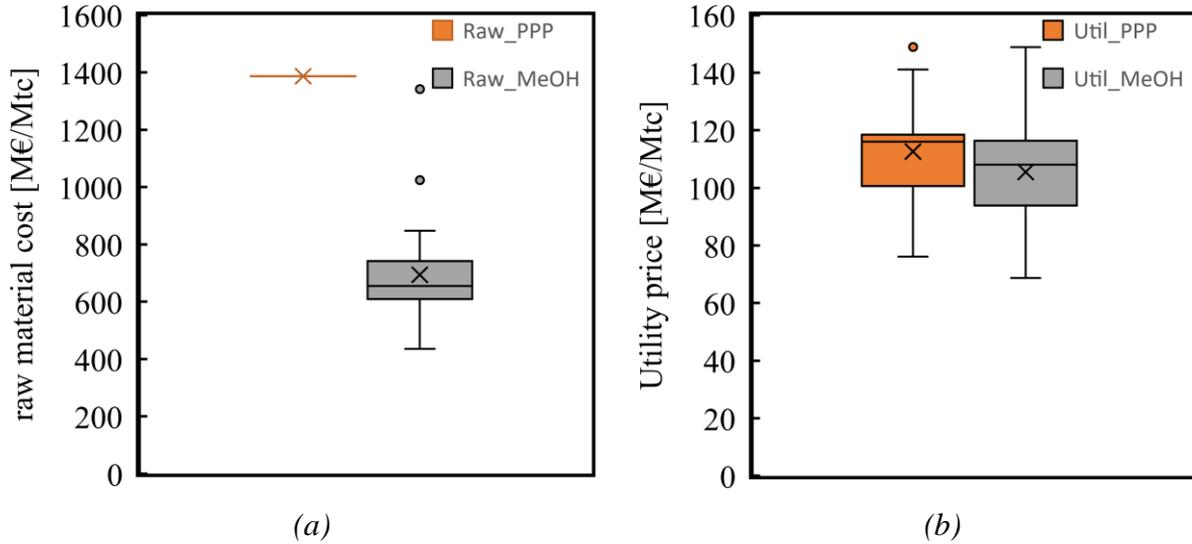 raw material cost [M€/Mtc]
1600
1400
1200
1000
800
600
400
200
0
Raw_PPP
Raw_MeOH
(a)
Utility price [M€/Mtc]
160
140
120
100
80
60
40
20
0
Util_PPP
Util_MeOH
(b)